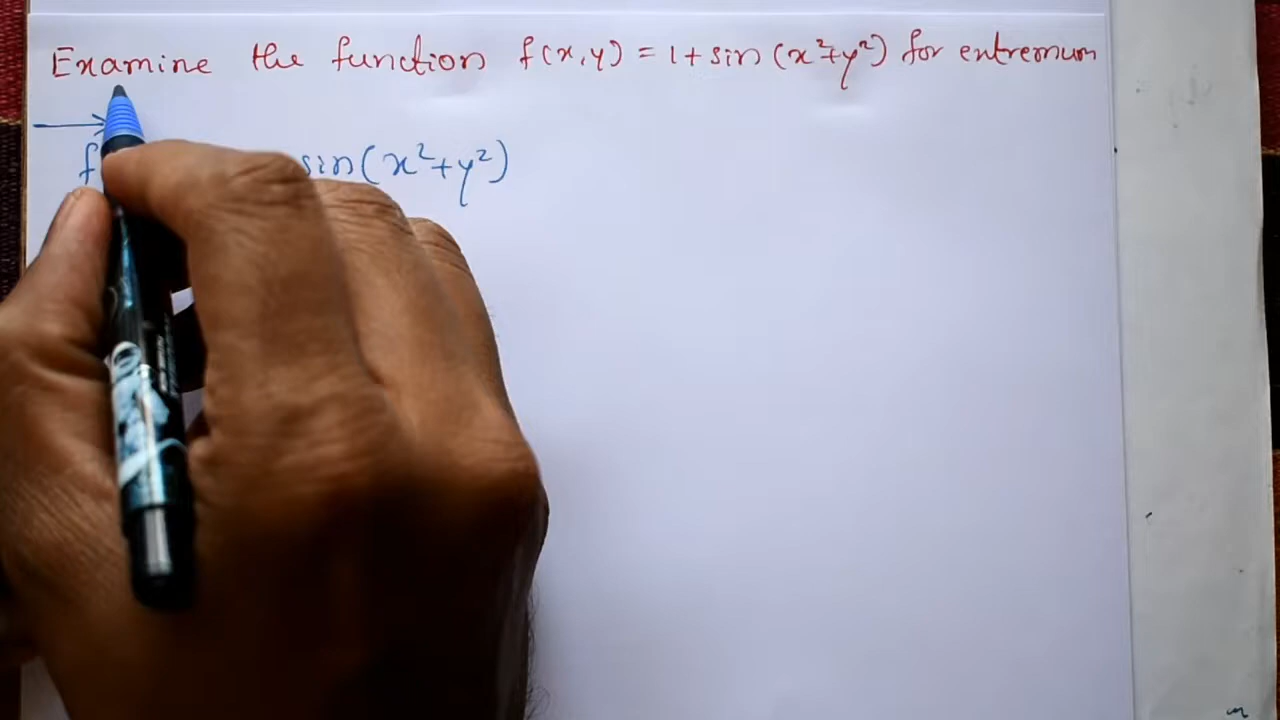 Examine the function f(x,y) = 1 + sin(x²+y²) for extremum
f sin(x²+y²)